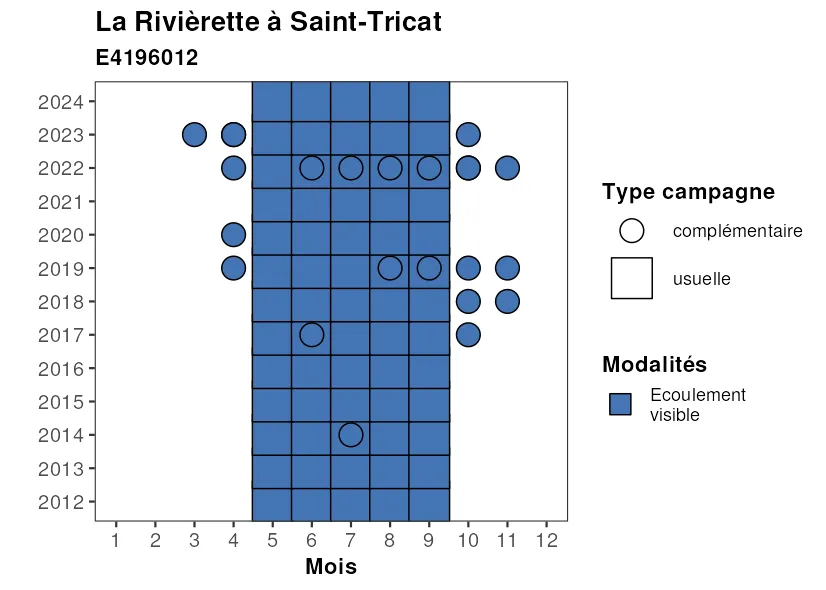 La Rivièrette à Saint-Tricat
E4196012
2024
2023
2022
2021
2020
2019
2018
2017
2016
2015
2014
2013
2012
1 2 3 4 5 6 7 8 9 10 11 12
Mois
Type campagne
complémentaire
usuelle
Modalités
Ecoulement
visible